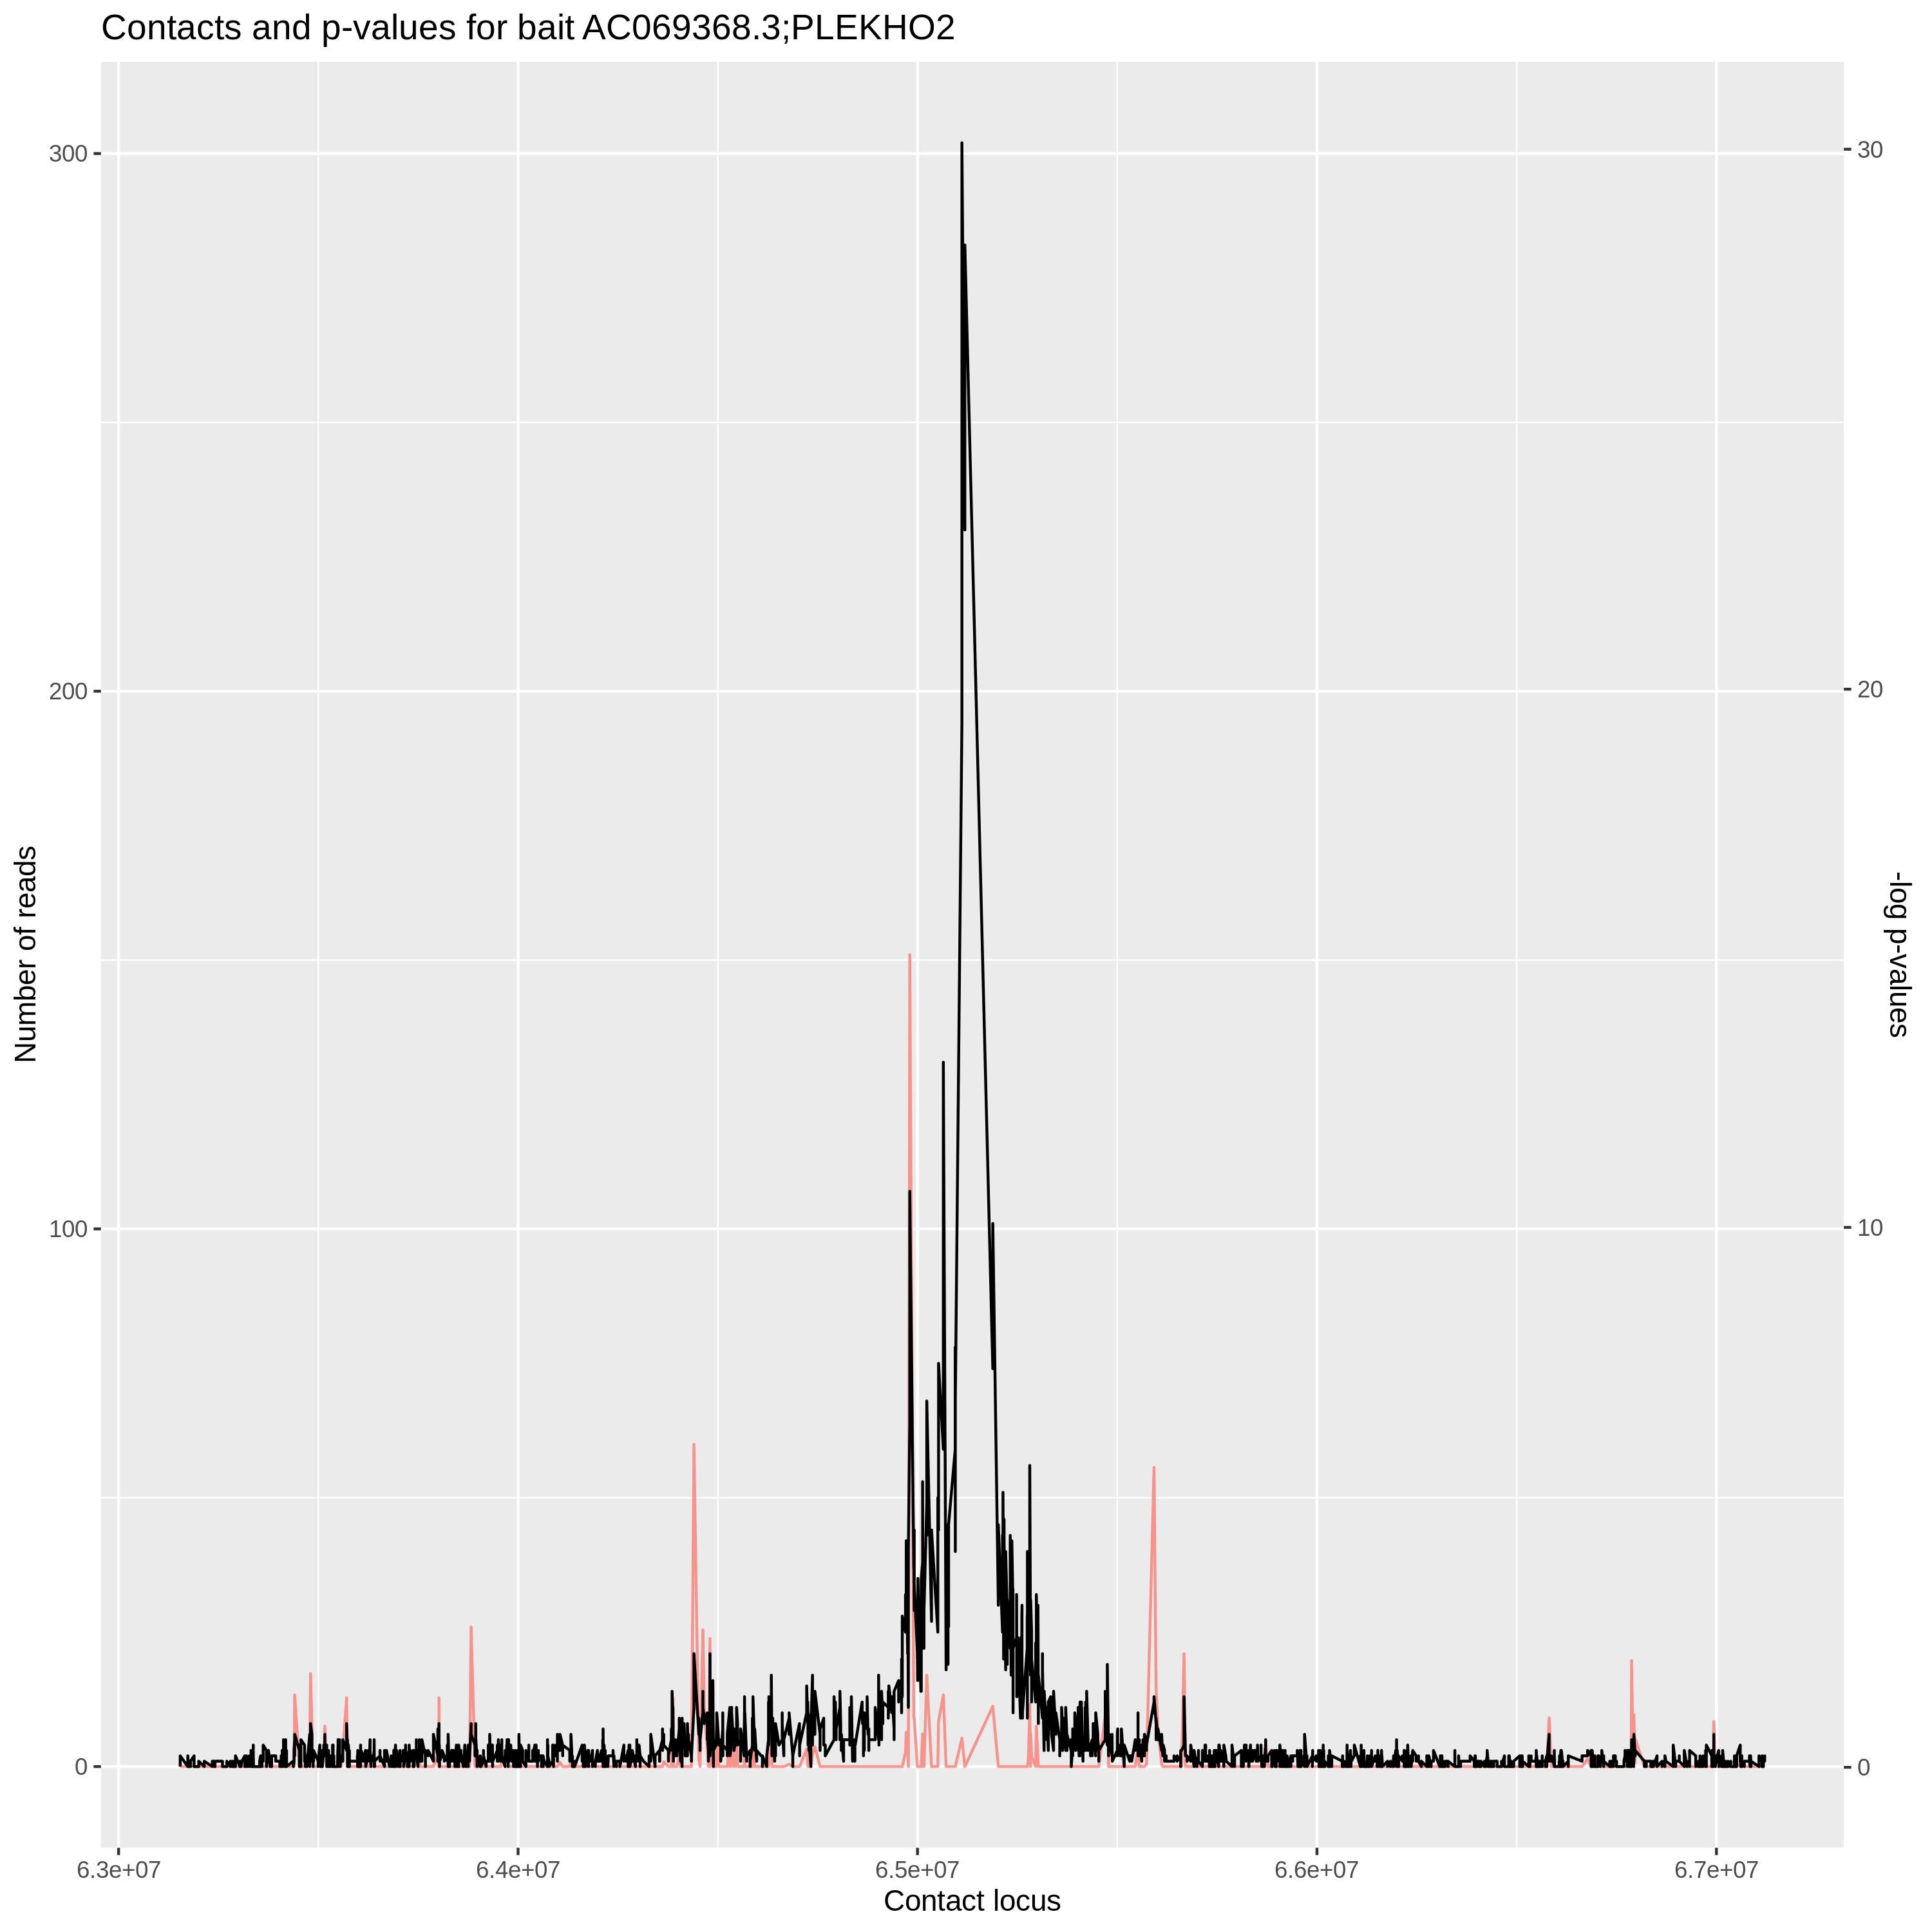 Contacts and p-values for bait AC069368.3;PLEKHO2
300
200
100
0
Number of reads
30
20
10
0
-log p-values
6.3e+07 6.4e+07 6.5e+07 6.6e+07 6.7e+07
Contact locus